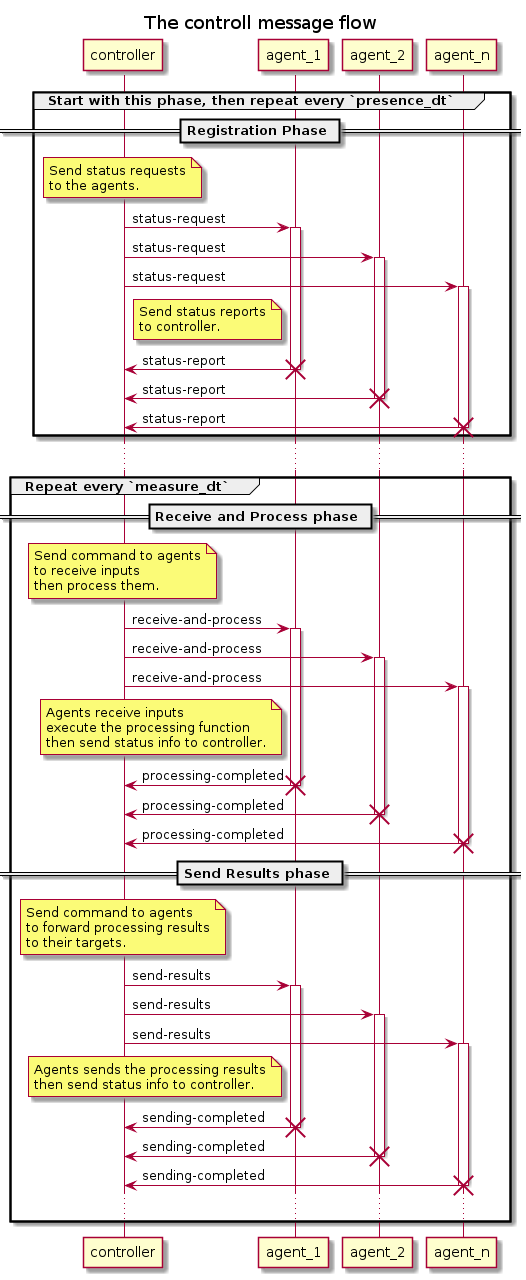 The controll message flow
controller agent_1 agent_2 agent_n
Start with this phase, then repeat every `presence_dt`
Registration Phase
Send status requests
to the agents.
status-request
status-request
status-request
Send status reports
to controller.
status-report
status-report
status-report
Repeat every `measure_dt`
Receive and Process phase
Send command to agents
to receive inputs
then process them.
receive-and-process
receive-and-process
receive-and-process
Agents receive inputs
execute the processing function
then send status info to controller.
processing-completed
processing-completed
processing-completed
Send Results phase
Send command to agents
to forward processing results
to their targets.
send-results
send-results
send-results
Agents sends the processing results
then send status info to controller.
sending-completed
sending-completed
sending-completed
controller agent_1 agent_2 agent_n